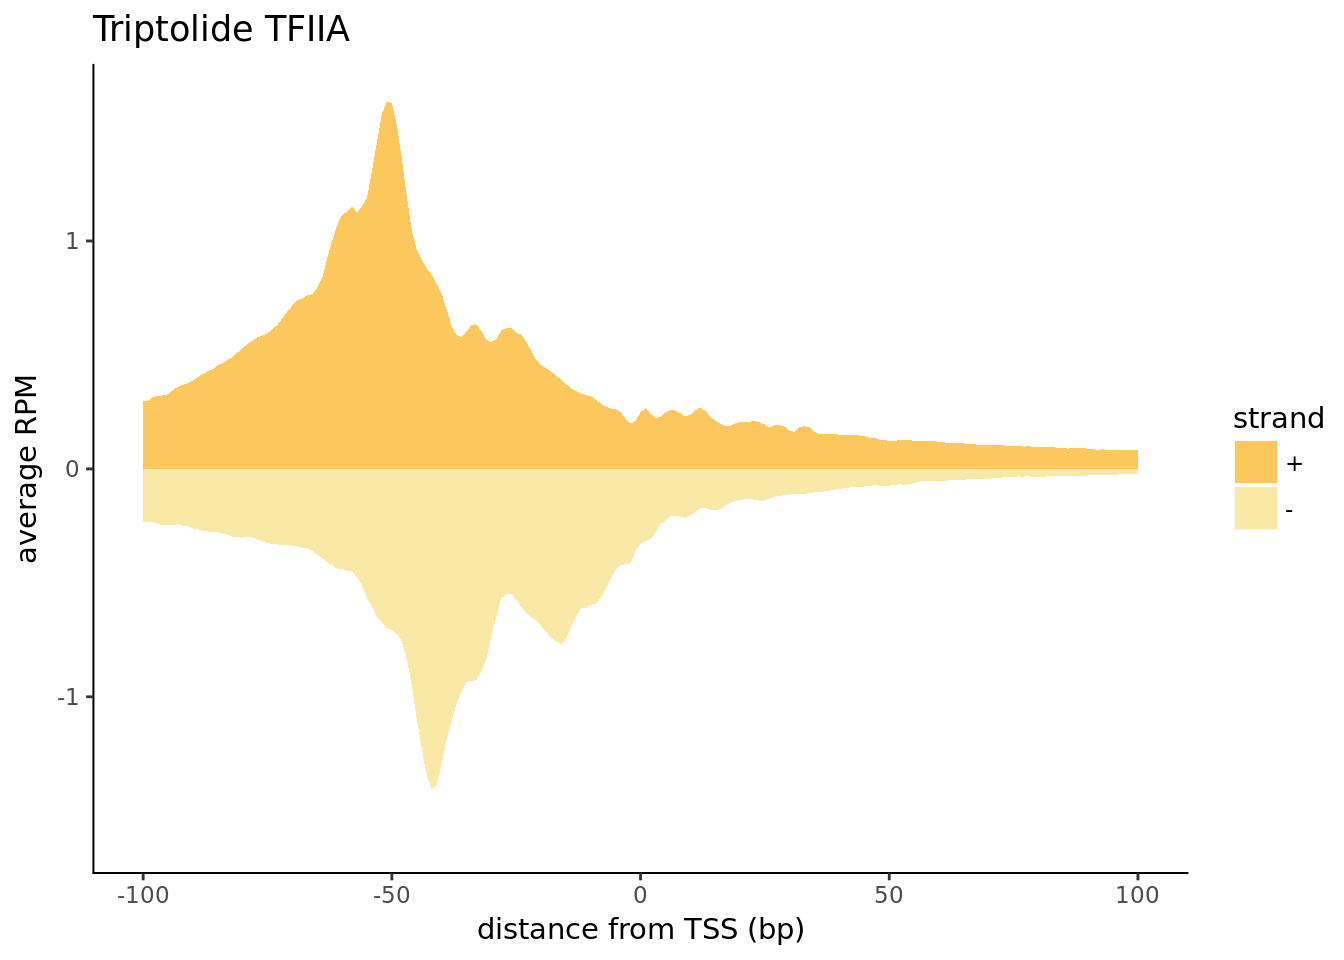 Triptolide TFIIA
average RPM
1
0
-1
-100
-50
0
50
100
distance from TSS (bp)
strand
+
-